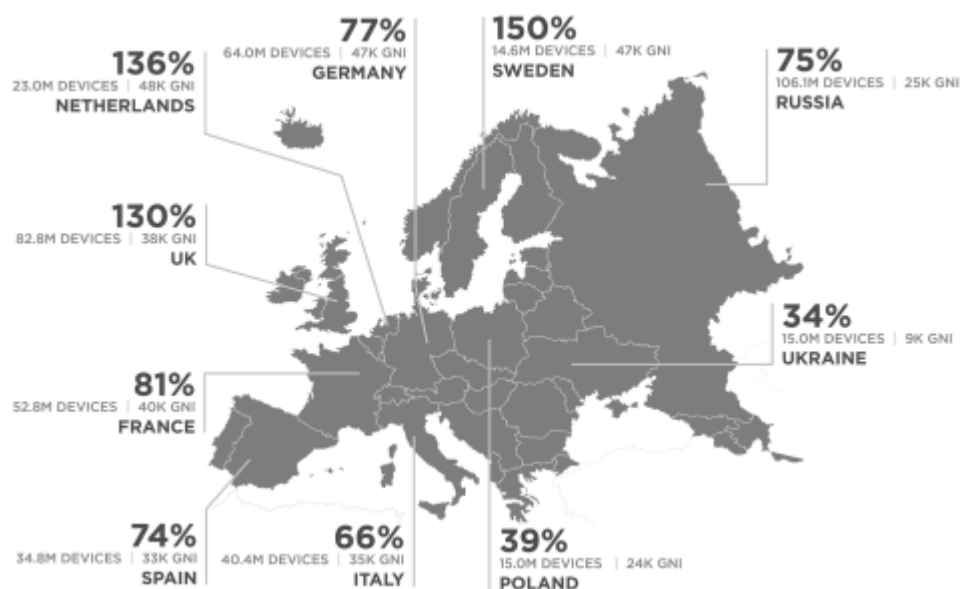 77%
64.0M DEVICES | 47K GNI
GERMANY
150%
14.6M DEVICES | 47K GNI
SWEDEN
136%
23.0M DEVICES | 48K GNI
NETHERLANDS
75%
106.1M DEVICES | 25K GNI
RUSSIA
130%
82.8M DEVICES | 38K GNI
UK
34%
15.0M DEVICES | 9K GNI
UKRAINE
81%
52.8M DEVICES | 40K GNI
FRANCE
74%
34.8M DEVICES | 33K GNI
SPAIN
66%
40.4M DEVICES | 35K GNI
ITALY
39%
15.0M DEVICES | 24K GNI
POLAND